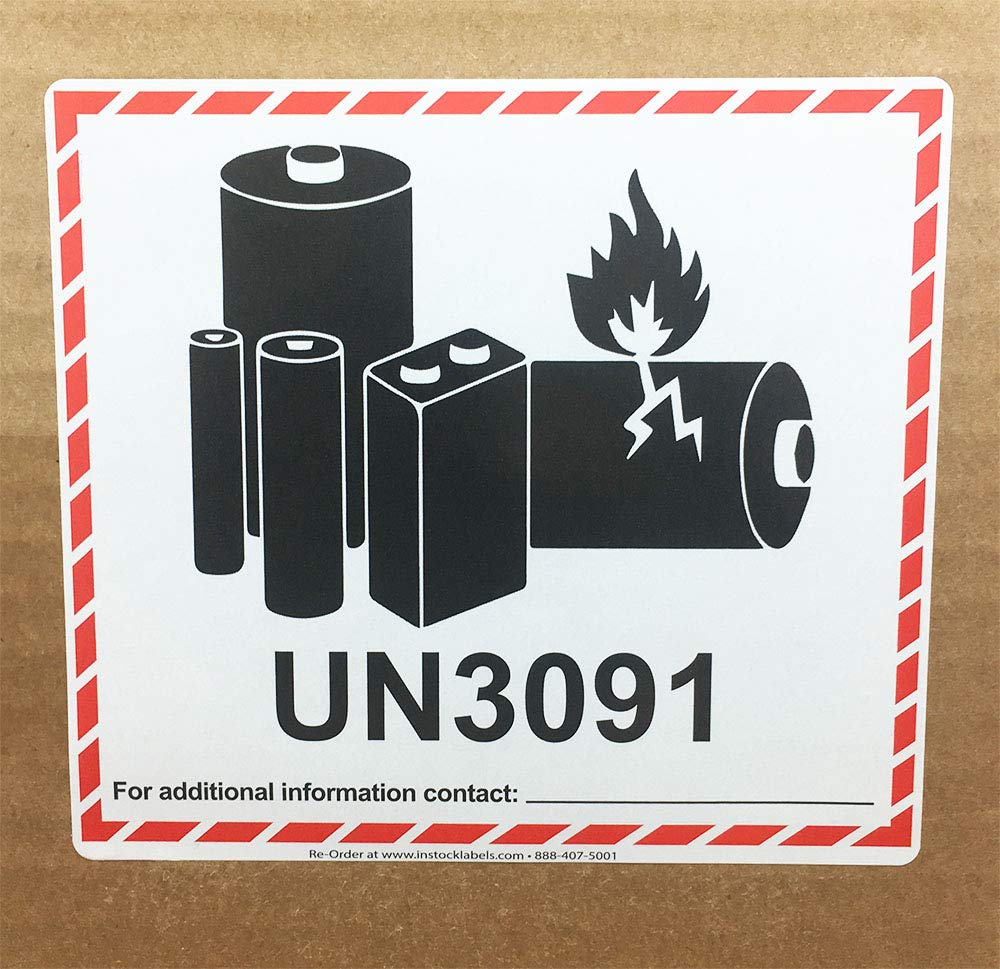 UN3091
For additional information contact:
Re-Order at www.instocklabels.com • 888-407-5001